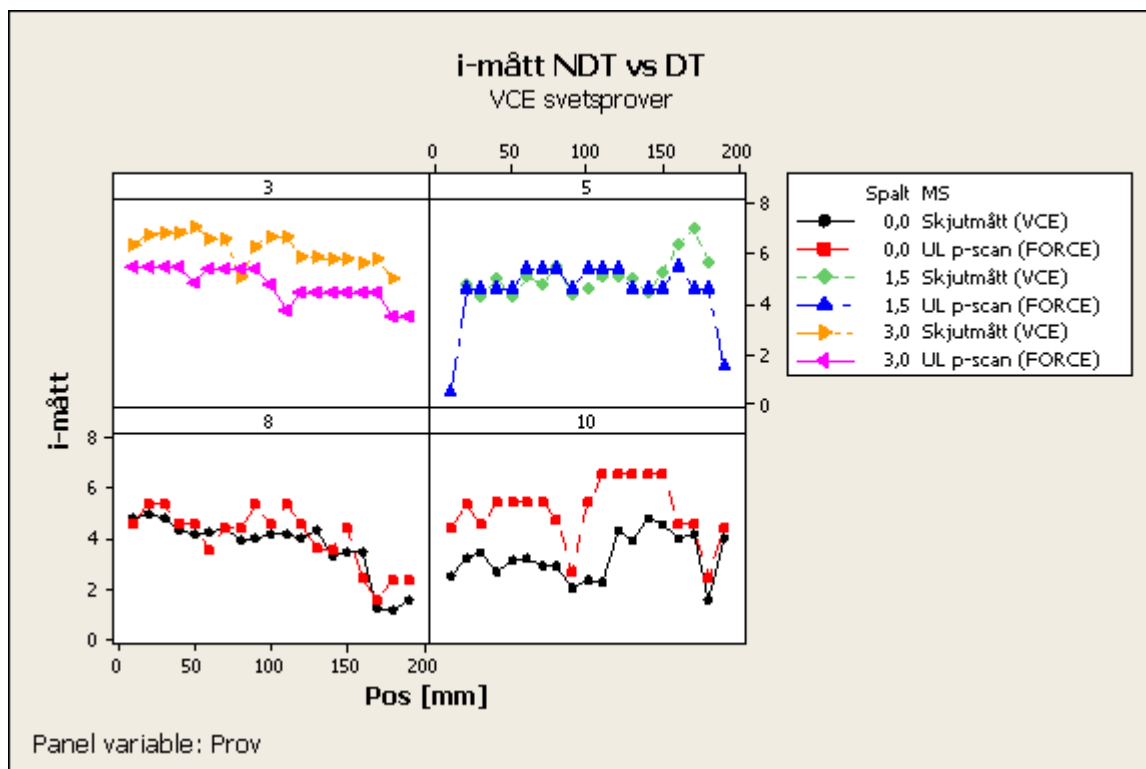 i-mått NDT vs DT
VCE svetsprover
0 50 100 150 200
3 5
8
6
4
2
0
Spalt MS
0,0 Skjutmått (VCE)
0,0 UL p-scan (FORCE)
1,5 Skjutmått (VCE)
1,5 UL p-scan (FORCE)
3,0 Skjutmått (VCE)
3,0 UL p-scan (FORCE)
i-mått
8 10
8
6
4
2
0
0 50 100 150 200
Pos [mm]
Panel variable: Prov